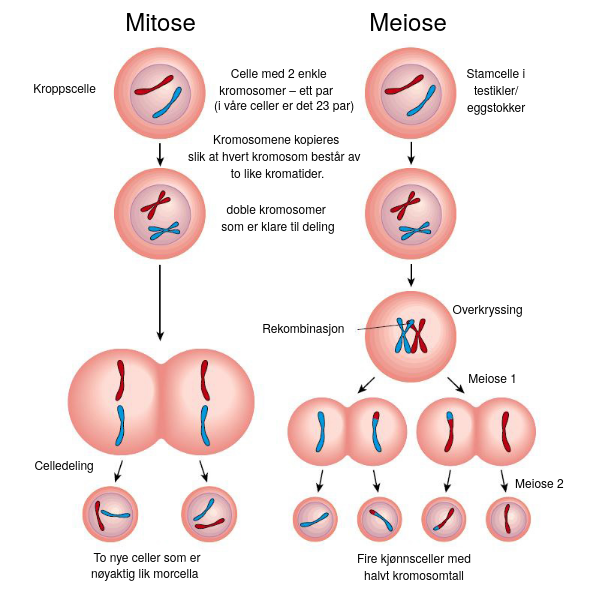 Mitose
Meiose
Kroppscelle
Celle med 2 enkle
kromosomer – ett par
(i våre celler er det 23 par)
Stamcelle i
testikler/
eggstokker
Kromosomene kopieres
slik at hvert kromosom består av
to like kromatider.
doble kromosomer
som er klare til deling
Overkryssing
Rekombinasjon
Meiose 1
Celledeling
Meiose 2
To nye celler som er
nøyaktig lik morcella
Fire kjønnsceller med
halvt kromosomtall